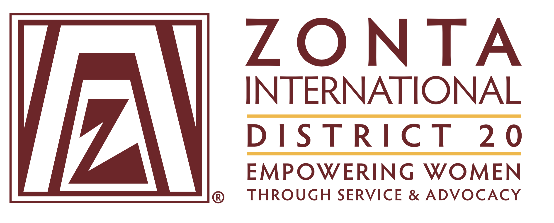 ZONTA
INTERNATIONAL
DISTRICT 20
EMPOWERING WOMEN
THROUGH SERVICE & ADVOCACY
Z
®